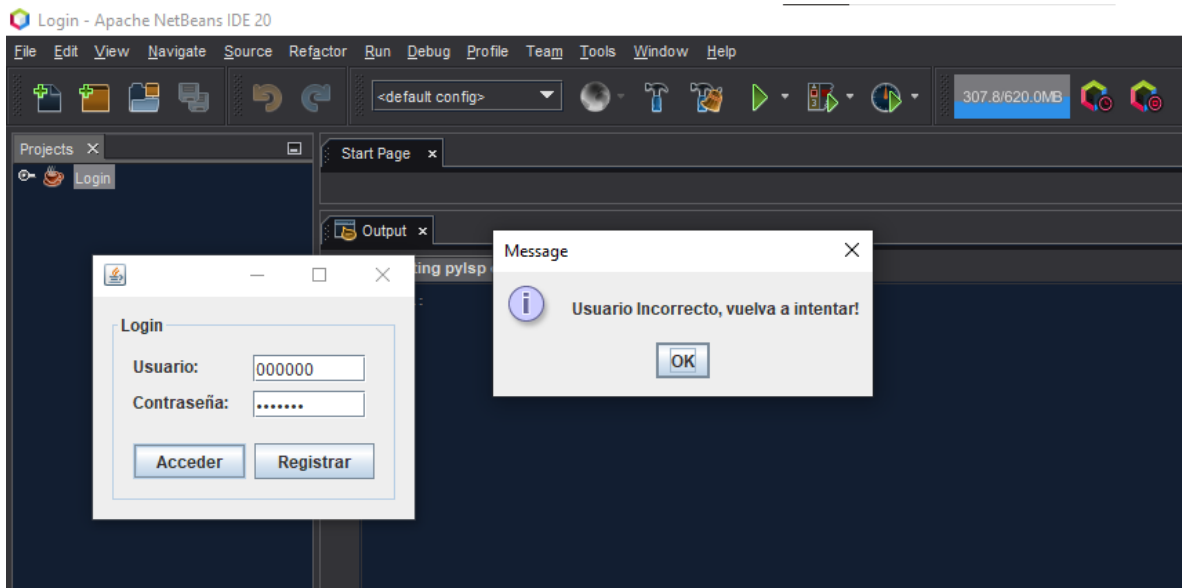 Login - Apache NetBeans IDE 20
File Edit View Navigate Source Refactor Run Debug Profile Team Tools Window Help
<default config>
307.8/620.0MB
Projects
Start Page
Login
Output
ting pylsp
Message
Usuario Incorrecto, vuelva a intentar!
OK
Login
Usuario: 000000
Contraseña: •••••••
Acceder Registrar